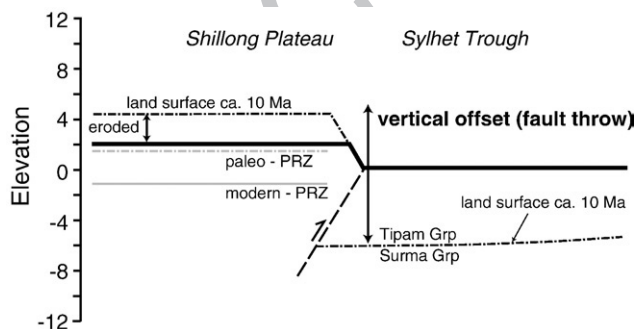 Shillong Plateau
Sylhet Trough
12
8
4
0
-4
-8
-12
Elevation
land surface ca. 10 Ma
eroded
vertical offset (fault throw)
paleo - PRZ
modern - PRZ
land surface ca. 10 Ma
Tipam Grp
Surma Grp